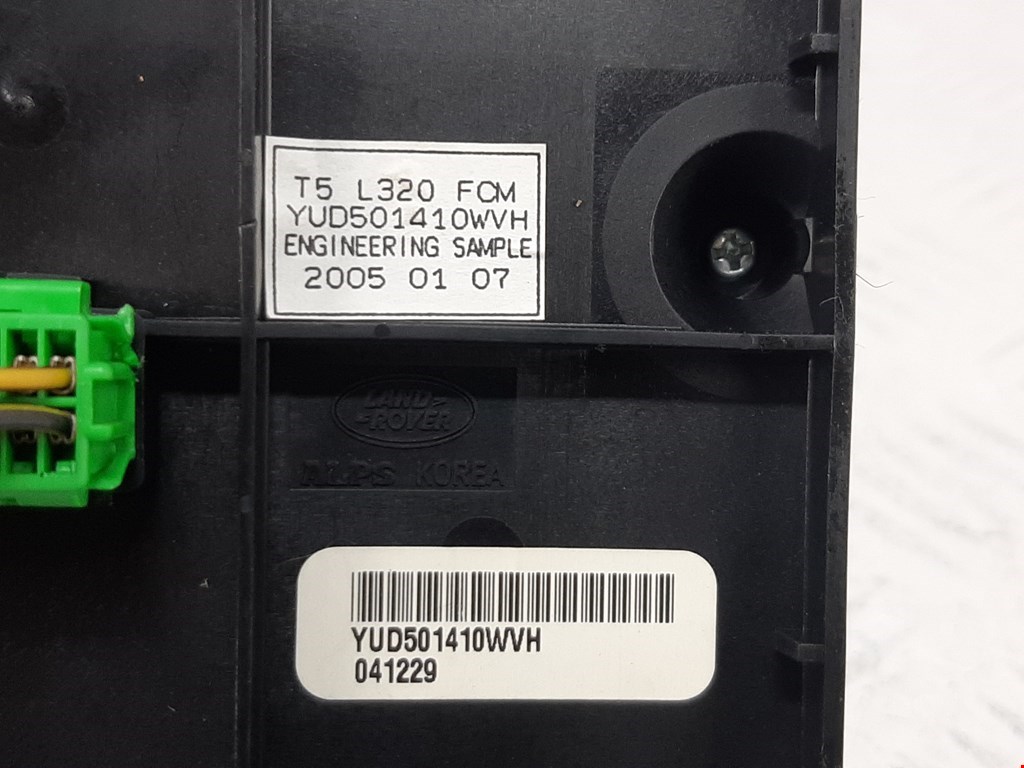 T5 L320 FCM
YUD501410WVH
ENGINEERING SAMPLE
2005 01 07
LAND
ROVER
ALPS KOREA
YUD501410WVH
041229